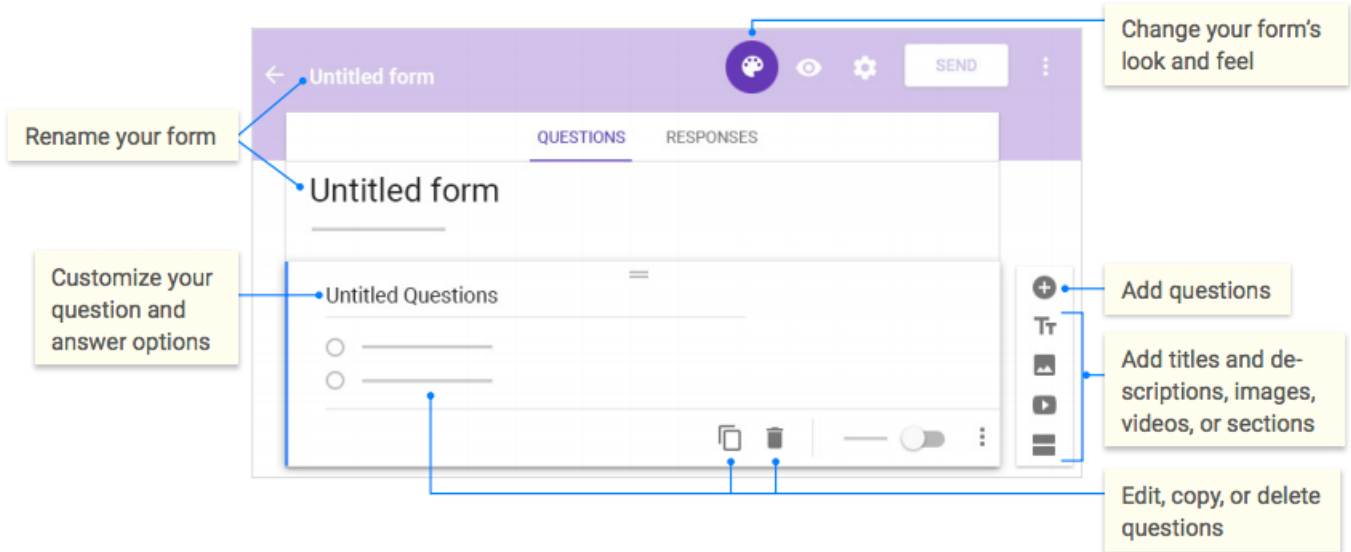 Change your form's
look and feel
Untitled form
SEND
Rename your form
QUESTIONS RESPONSES
Untitled form
Customize your
question and
answer options
Untitled Questions
Add questions
Tт
Add titles and de-
scriptions, images,
videos, or sections
Edit, copy, or delete
questions